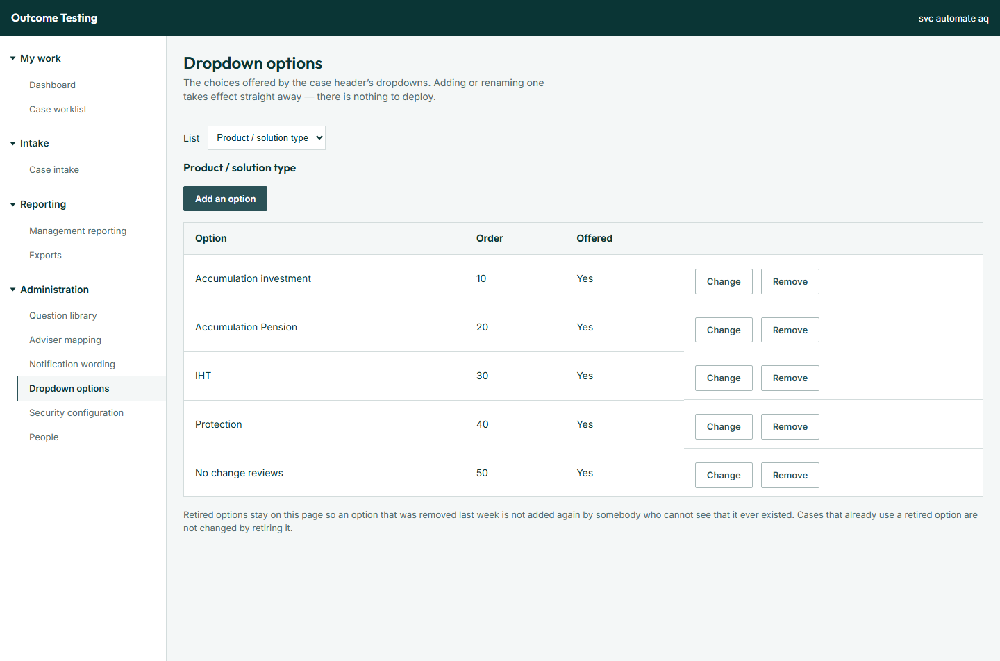 Outcome Testing
svc automate aq
My work
Dashboard
Case worklist
Intake
Case intake
Reporting
Management reporting
Exports
Administration
Question library
Adviser mapping
Notification wording
Dropdown options
Security configuration
People
Dropdown options
The choices offered by the case header’s dropdowns. Adding or renaming one
takes effect straight away — there is nothing to deploy.
List Product / solution type
Product / solution type
Add an option
Option Order Offered
Accumulation investment 10 Yes Change Remove
Accumulation Pension 20 Yes Change Remove
IHT 30 Yes Change Remove
Protection 40 Yes Change Remove
No change reviews 50 Yes Change Remove
Retired options stay on this page so an option that was removed last week is not added again by somebody who cannot see that it ever existed. Cases that already use a retired option are
not changed by retiring it.